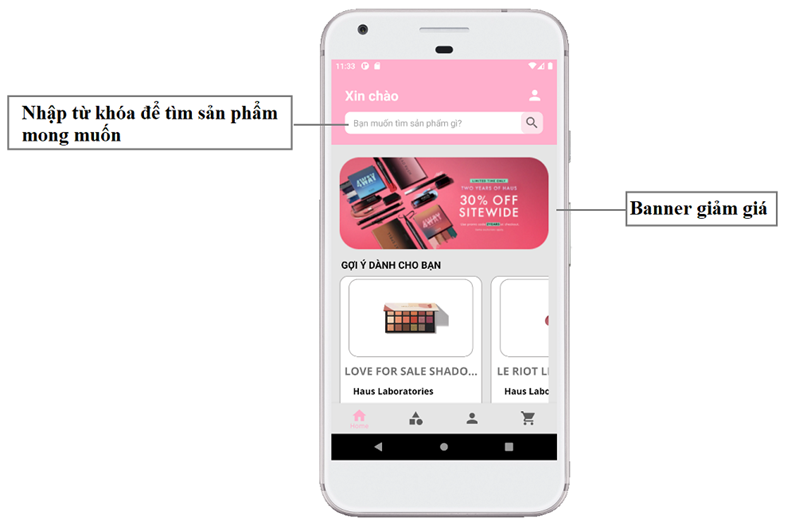 11:33
Xin chào
Nhập từ khóa để tìm sản phẩm
mong muốn
Bạn muốn tìm sản phẩm gì?
LIMITED TIME ONLY
TWO YEARS OF HAUS
30% OFF
SITEWIDE
Banner giảm giá
GỢI Ý DÀNH CHO BẠN
LOVE FOR SALE SHADO...
LE RIOT LI
Haus Laboratories
Haus Lab
Home